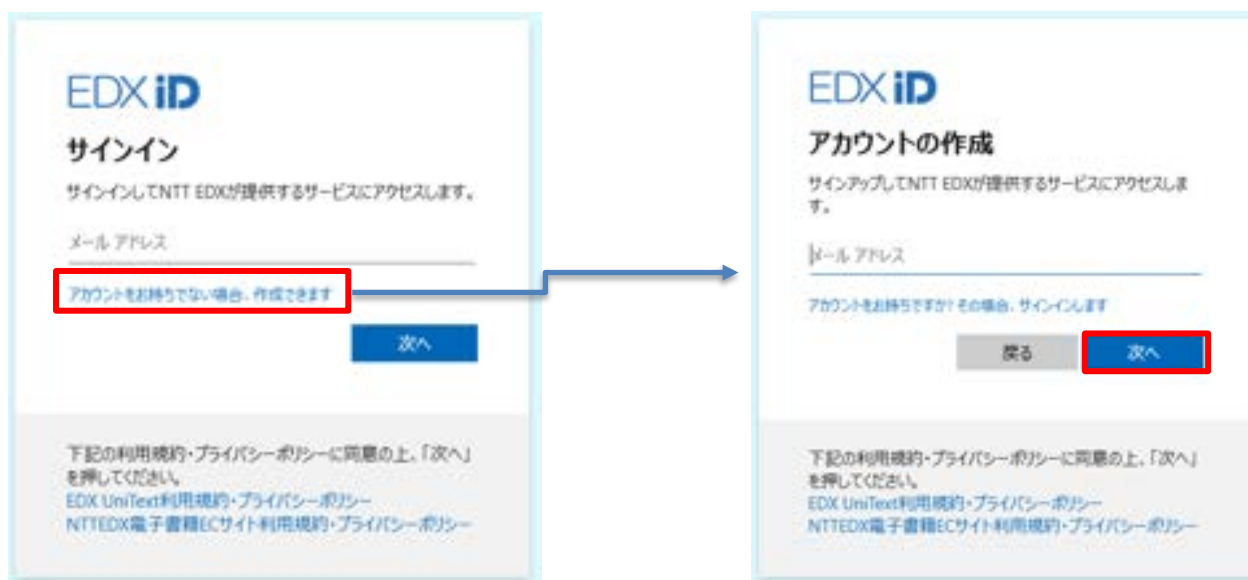 EDX iD
サインイン
サインインしてNTT EDXが提供するサービスにアクセスします。
メール アドレス
アカウントをお持ちでない場合、作成できます
次へ
下記の利用規約・プライバシーポリシーに同意の上、「次へ」
を押してください。
EDX UniText利用規約・プライバシーポリシー
NTTEDX電子書籍ECサイト利用規約・プライバシーポリシー
EDX iD
アカウントの作成
サインアップしてNTT EDXが提供するサービスにアクセスしま
す。
メール アドレス
アカウントをお持ちですか? その場合、サインインします
戻る
次へ
下記の利用規約・プライバシーポリシーに同意の上、「次へ」
を押してください。
EDX UniText利用規約・プライバシーポリシー
NTTEDX電子書籍ECサイト利用規約・プライバシーポリシー